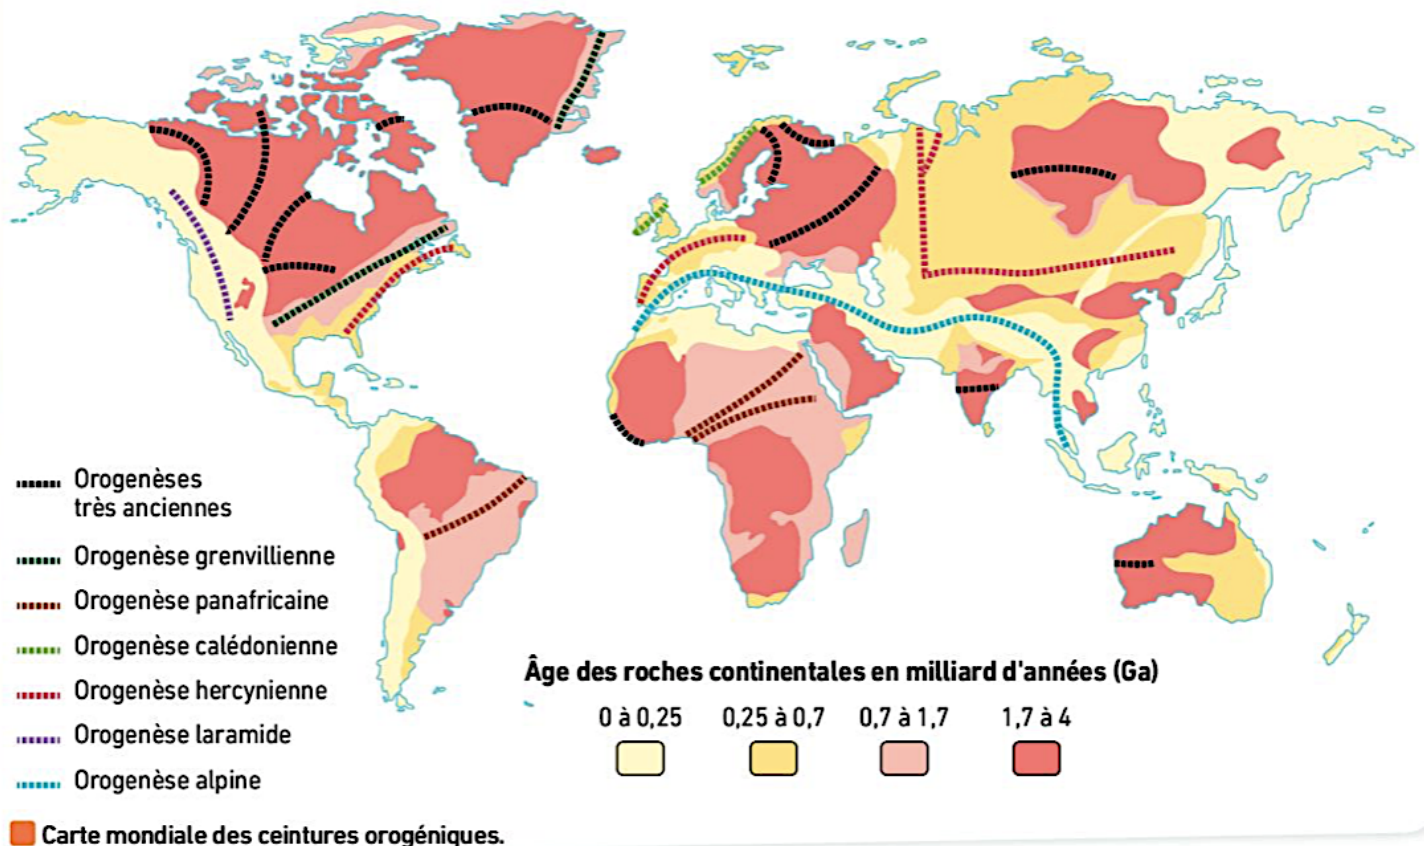 Orogenèses
très anciennes
Orogenèse grenvillienne
Orogenèse panafricaine
Orogenèse calédonienne
Orogenèse hercynienne
Orogenèse laramide
Orogenèse alpine
Âge des roches continentales en milliard d'années (Ga)
0 à 0,25 0,25 à 0,7 0,7 à 1,7 1,7 à 4
Carte mondiale des ceintures orogéniques.